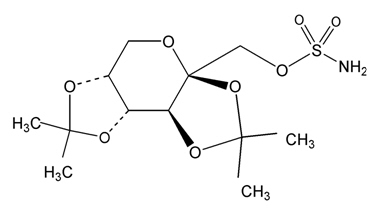 O O
O S
O NH₂
O O
H₃C O O CH₃
H₃C CH₃